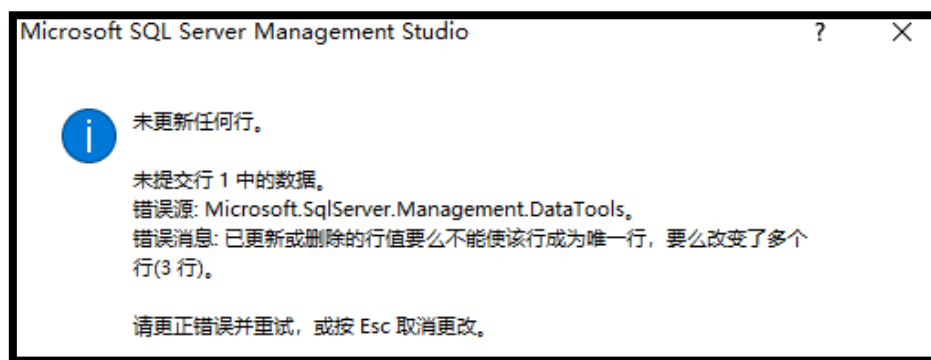 Microsoft SQL Server Management Studio
?
未更新任何行。
未提交行 1 中的数据。
错误源: Microsoft.SqlServer.Management.DataTools。
错误消息: 已更新或删除的行值要么不能使该行成为唯一行，要么改变了多个
行(3 行)。
请更正错误并重试，或按 Esc 取消更改。